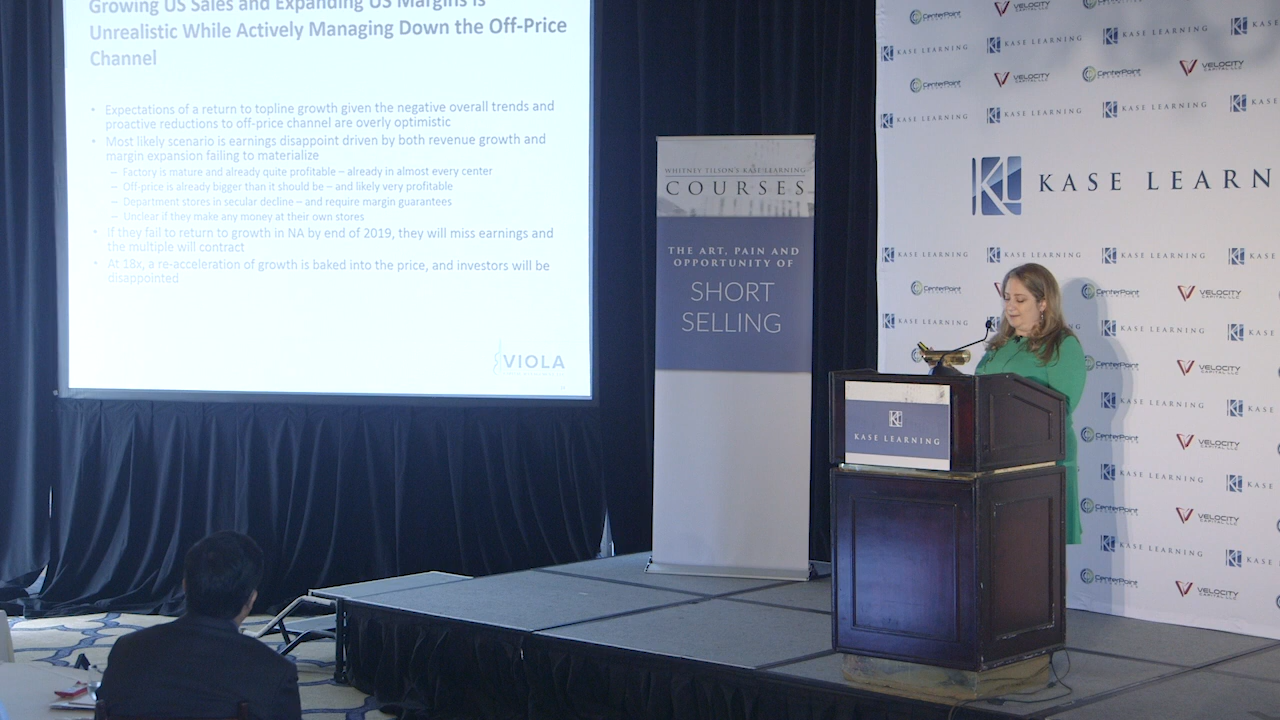 Growing US Sales and Expanding US Margins is
Unrealistic While Actively Managing Down the Off-Price
Channel
• Expectations of a return to topline growth given the negative overall trends and
proactive reductions to off-price channel are overly optimistic
• Most likely scenario is earnings disappoint driven by both revenue growth and
margin expansion failing to materialize
– Factory is mature and already quite profitable – already in almost every center
– Off-price is already bigger than it should be – and likely very profitable
– Department stores in secular decline – and require margin guarantees
– Unclear if they make any money at their own stores
• If they fail to return to growth in NA by end of 2019, they will miss earnings and
the multiple will contract
• At 18x, a re-acceleration of growth is baked into the price, and investors will be
disappointed
VIOLA
WHITNEY TILSON'S KASE LEARNING
COURSES
THE ART, PAIN AND
OPPORTUNITY OF
SHORT
SELLING
KASE LEARN
KASE LEARNING
CenterPoint
VELOCITY
CAPITAL LLC
KASE LEARNING